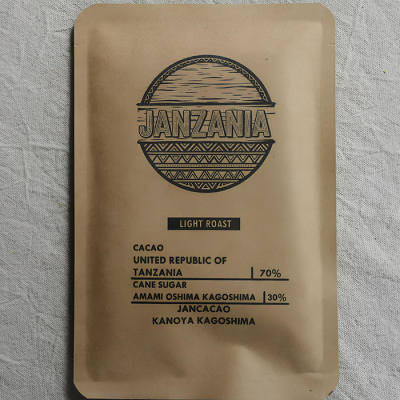 JANZANIA
LIGHT ROAST
CACAO
UNITED REPUBLIC OF
TANZANIA | 70%
CANE SUGAR
AMAMI OSHIMA KAGOSHIMA | 30%
JANCACAO
KANOYA KAGOSHIMA